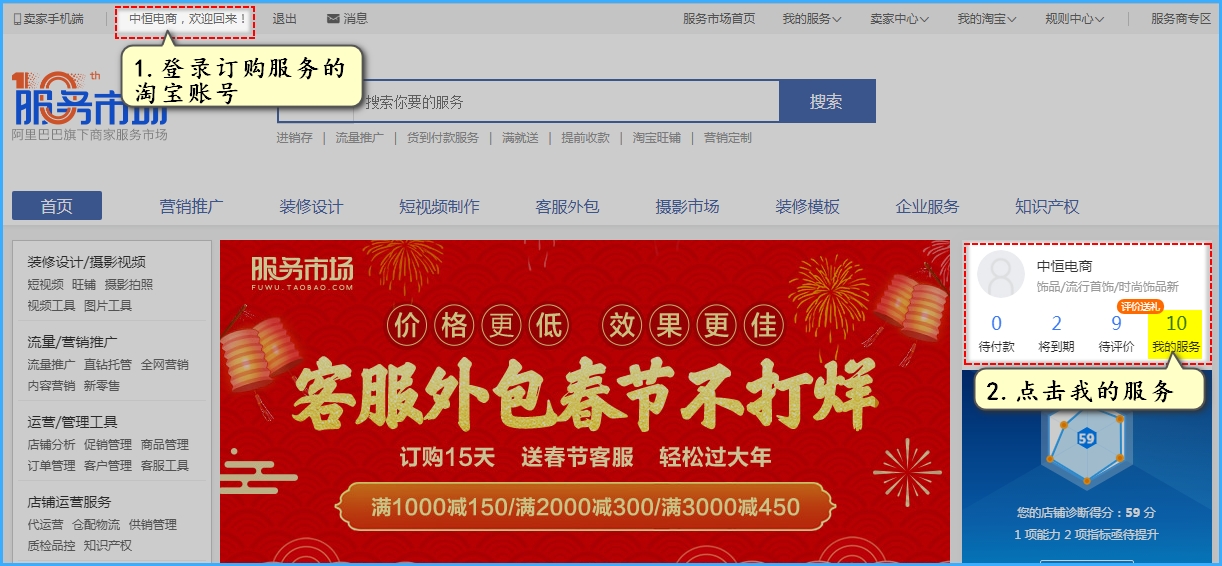 卖家手机端 中恒电商，欢迎回来！ 退出 消息 服务市场首页 我的服务 卖家中心 我的淘宝 规则中心 服务商专区
1. 登录订购服务的
淘宝账号
10th
服务市场
阿里巴巴旗下商家服务市场
搜索你要的服务 搜索
进销存 | 流量推广 | 货到付款服务 | 满就送 | 提前收款 | 淘宝旺铺 | 营销定制
首页 营销推广 装修设计 短视频制作 客服外包 摄影市场 装修模板 企业服务 知识产权
装修设计/摄影视频
短视频 旺铺 摄影拍照
视频工具 图片工具
流量/营销推广
流量推广 直钻托管 全网营销
内容营销 新零售
运营/管理工具
店铺分析 促销管理 商品管理
订单管理 客户管理 客服工具
店铺运营服务
代运营 仓配物流 供销管理
质检品控 知识产权
服务市场
FUWU.TAOBAO.COM
价格更低 效果更佳
客服外包春节不打烊
订购15天 送春节客服 轻松过大年
满1000减150/满2000减300/满3000减450
中恒电商
饰品/流行首饰/时尚饰品新
评价送礼
0 2 9 10
待付款 将到期 待评价 我的服务
2. 点击我的服务
59
您的店铺诊断得分：59 分
1 项能力 2 项指标亟待提升